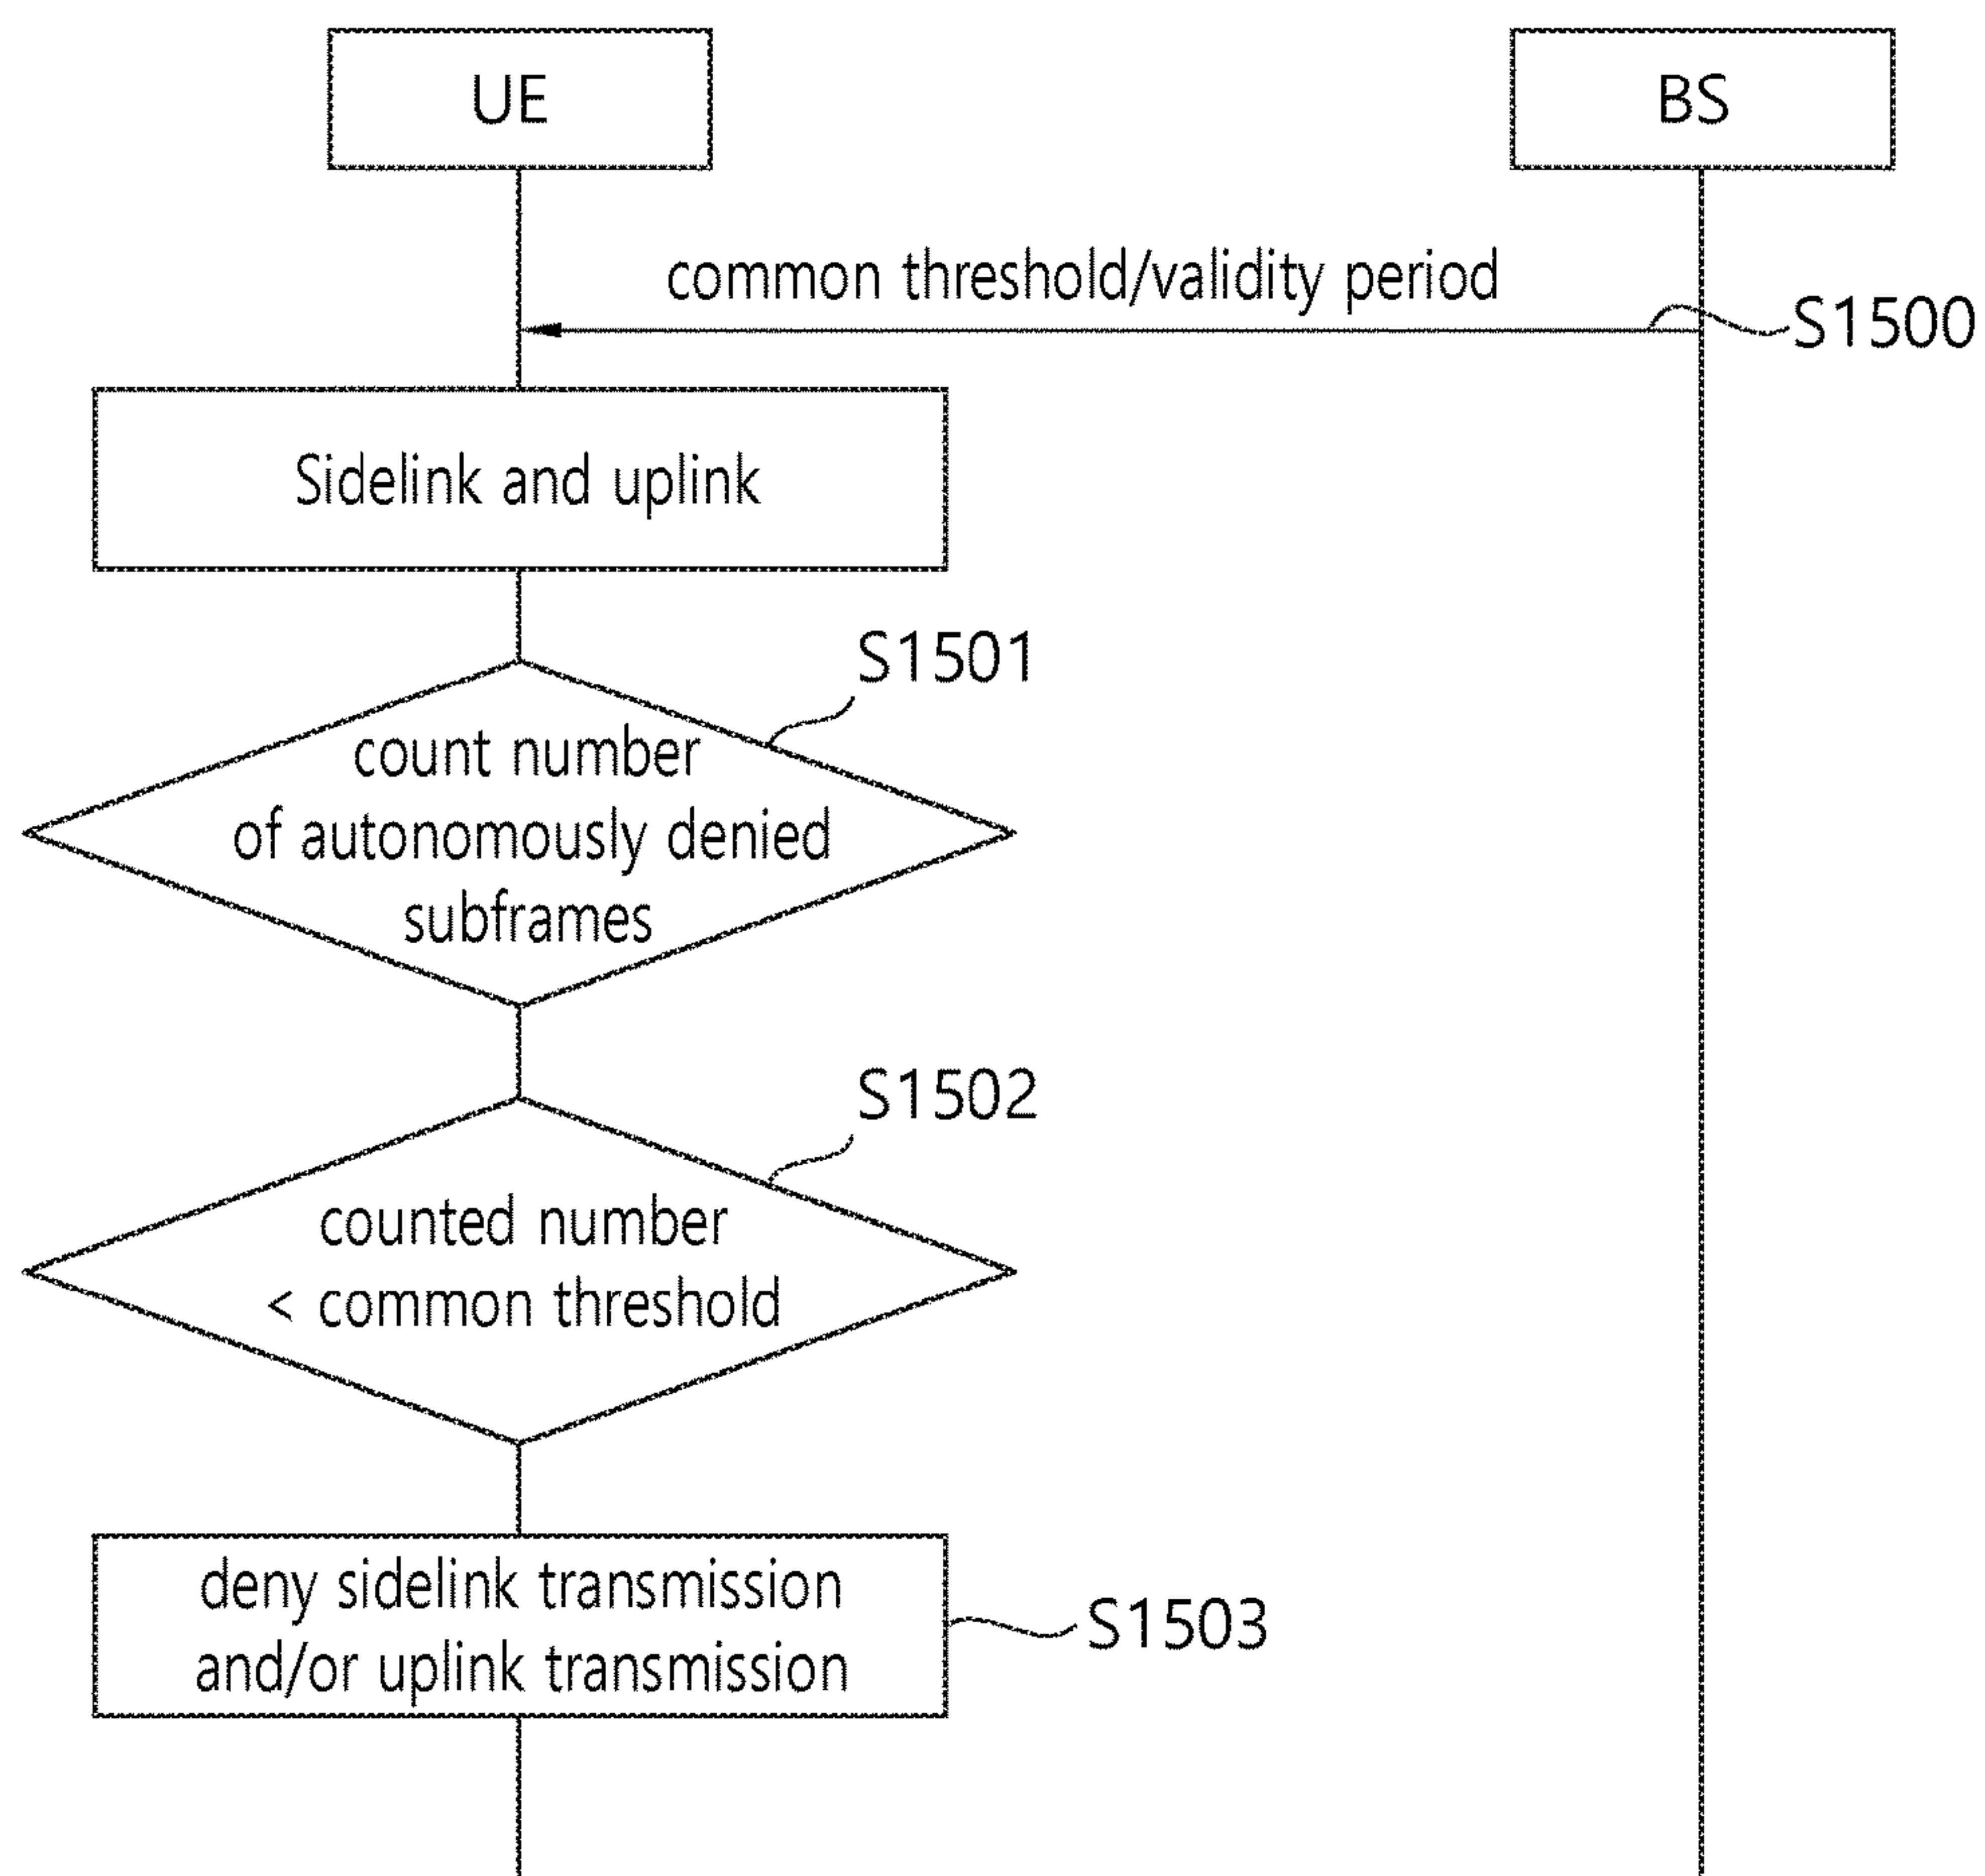 UE
BS
common threshold/validity period
S1500
Sidelink and uplink
S1501
count number
of autonomously denied
subframes
S1502
counted number
< common threshold
deny sidelink transmission
and/or uplink transmission
S1503